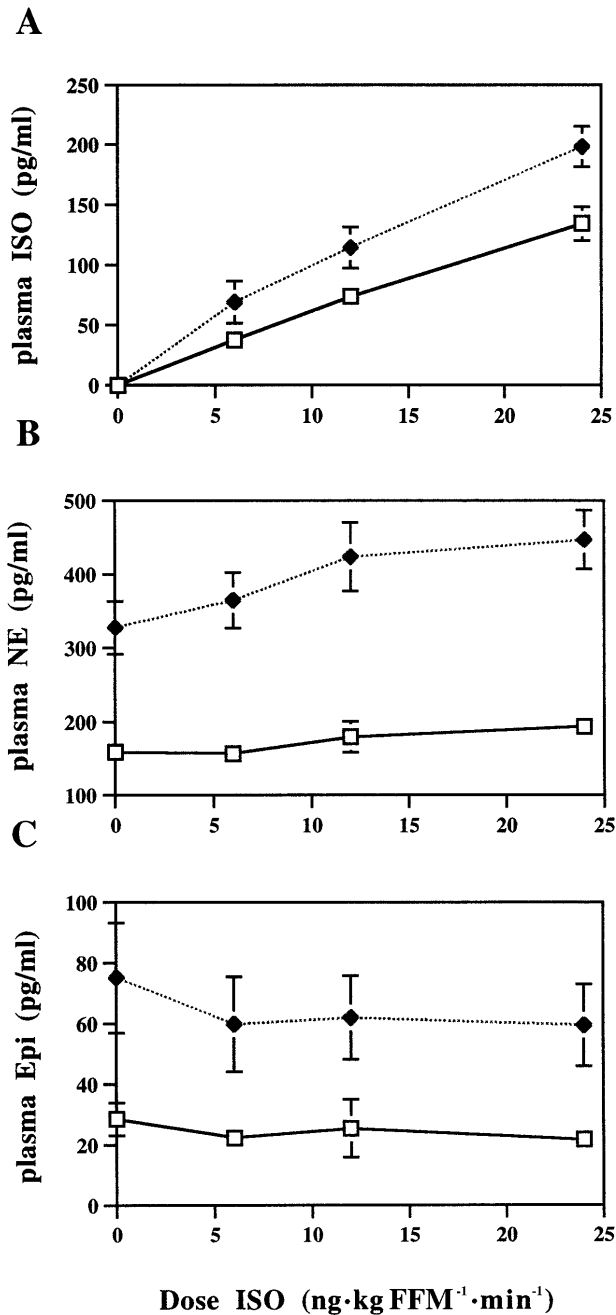 A
plasma ISO (pg/ml)
250
200
150
100
50
0
0 5 10 15 20 25
B
plasma NE (pg/ml)
500
400
300
200
100
0 5 10 15 20 25
C
plasma Epi (pg/ml)
100
80
60
40
20
0
0 5 10 15 20 25
Dose ISO (ng·kg FFM⁻¹·min⁻¹)